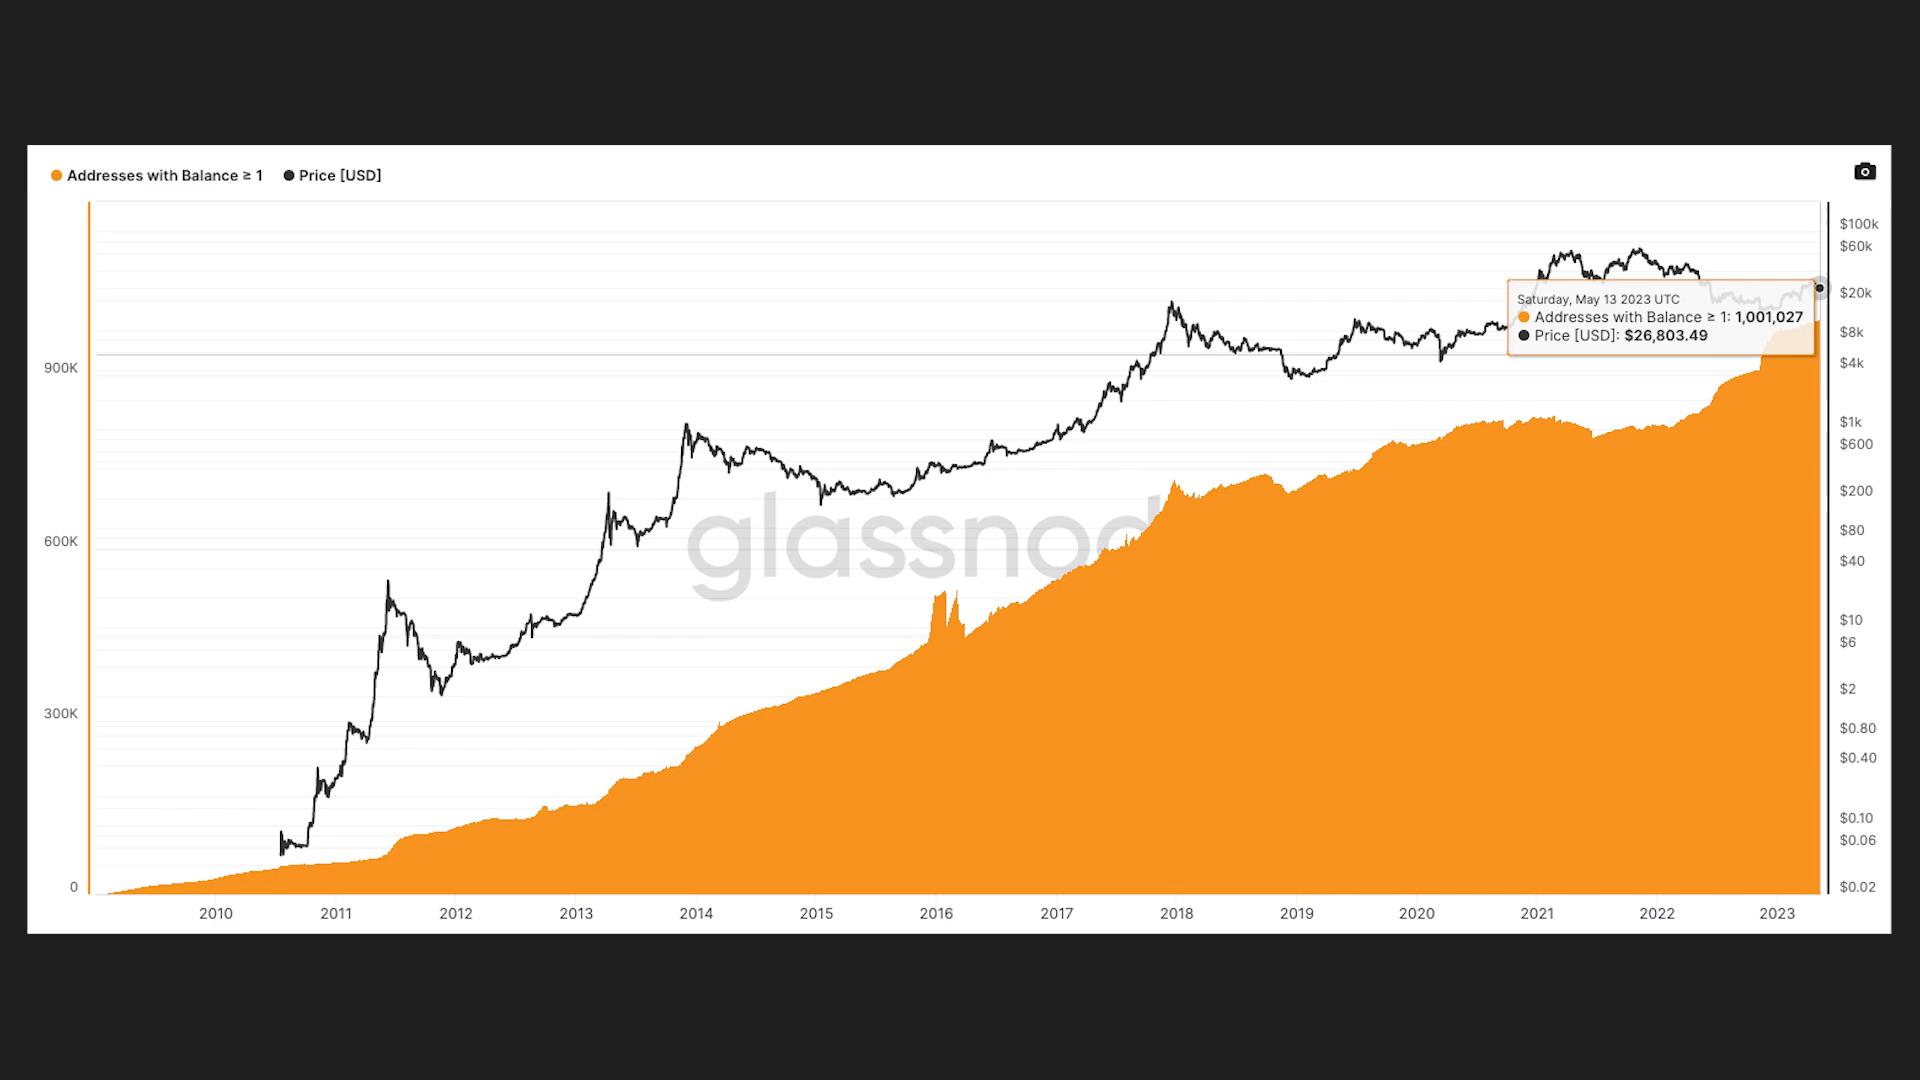 Addresses with Balance ≥ 1 Price [USD]
$100k
$60k
Saturday, May 13 2023 UTC
Addresses with Balance ≥ 1: 1,001,027
Price [USD]: $26,803.49
$20k
$8k
900K
$4k
$1k
$600
$200
glassnod
600K
$80
$40
$10
$6
300K
$2
$0.80
$0.40
$0.10
$0.06
0
$0.02
2010 2011 2012 2013 2014 2015 2016 2017 2018 2019 2020 2021 2022 2023